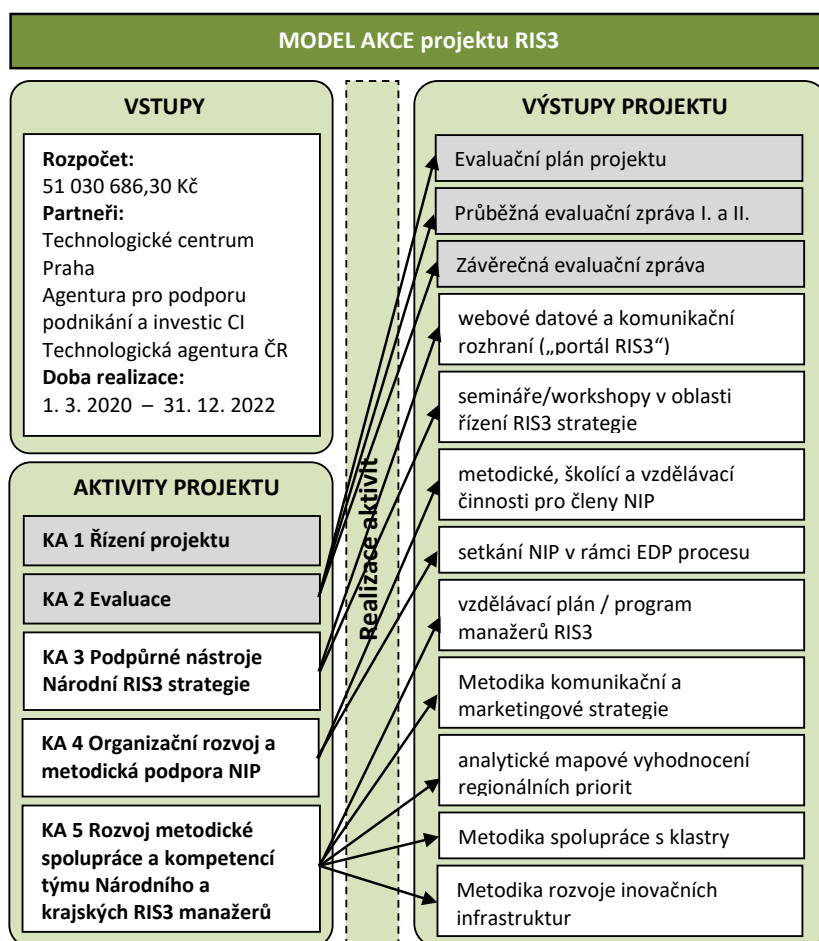 MODEL AKCE projektu RIS3
VSTUPY
Rozpočet:
51 030 686,30 Kč
Partneři:
Technologické centrum
Praha
Agentura pro podporu
podnikání a investic CI
Technologická agentura ČR
Doba realizace:
1. 3. 2020 – 31. 12. 2022
AKTIVITY PROJEKTU
KA 1 Řízení projektu
KA 2 Evaluace
KA 3 Podpůrné nástroje
Národní RIS3 strategie
KA 4 Organizační rozvoj a
metodická podpora NIP
KA 5 Rozvoj metodické
spolupráce a kompetencí
týmu Národního a
krajských RIS3 manažerů
Realizace aktivit
VÝSTUPY PROJEKTU
Evaluační plán projektu
Průběžná evaluační zpráva I. a II.
Závěrečná evaluační zpráva
webové datové a komunikační
rozhraní („portál RIS3“)
semináře/workshopy v oblasti
řízení RIS3 strategie
metodické, školící a vzdělávací
činnosti pro členy NIP
setkání NIP v rámci EDP procesu
vzdělávací plán / program
manažerů RIS3
Metodika komunikační a
marketingové strategie
analytické mapové vyhodnocení
regionálních priorit
Metodika spolupráce s klastry
Metodika rozvoje inovačních
infrastruktur